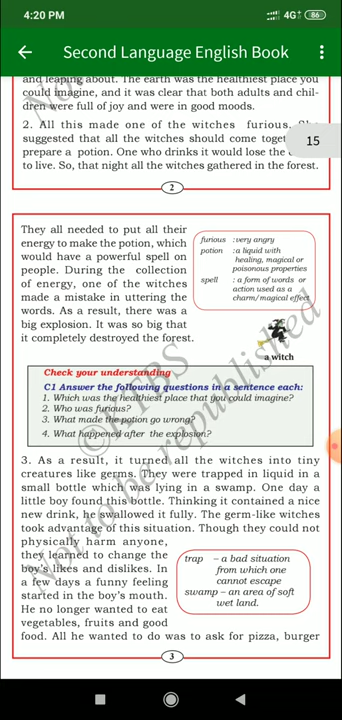 4:20 PM
4G+
86
Second Language English Book
and leaping about. The earth was the healthiest place you
could imagine, and it was clear that both adults and chil-
dren were full of joy and were in good moods.
2. All this made one of the witches furious.
15
suggested that all the witches should come
prepare a potion. One who drinks it would lose the
to live. So, that night all the witches gathered in the forest.
2
They all needed to put all their
energy to make the potion, which
would have a powerful spell on
people. During the collection
of energy, one of the witches
made a mistake in uttering the
words. As a result, there was
a big explosion. It was so big that
it completely destroyed the forest.
furious : very angry
potion : a liquid with
healing, magical or
poisonous properties
spell : a form of words or
action used as a
charm/magical effect
a witch
Check your understanding
C1 Answer the following questions in a sentence each:
1. Which was the healthiest place that you could imagine?
2. Who was furious?
3. What made the potion go wrong?
4. What happened after the explosion?
3. As a result, it turned all the witches into tiny
creatures like germs. They were trapped in liquid in a
small bottle which was lying in a swamp. One day a
little boy found this bottle. Thinking it contained a nice
new drink, he swallowed it fully. The germ-like witches
took advantage of this situation. Though they could not
physically harm anyone,
they learned to change the
boy's likes and dislikes. In
a few days a funny feeling
started in the boy's mouth.
He no longer wanted to eat
vegetables, fruits and good
trap – a bad situation
from which one
cannot escape
swamp – an area of soft
wet land.
food. All he wanted to do was to ask for pizza, burger
3
not to be republished